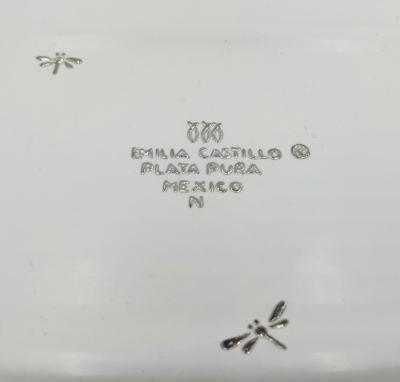 EMILIA CASTILLO ©
PLATA PURA
MEXICO
N